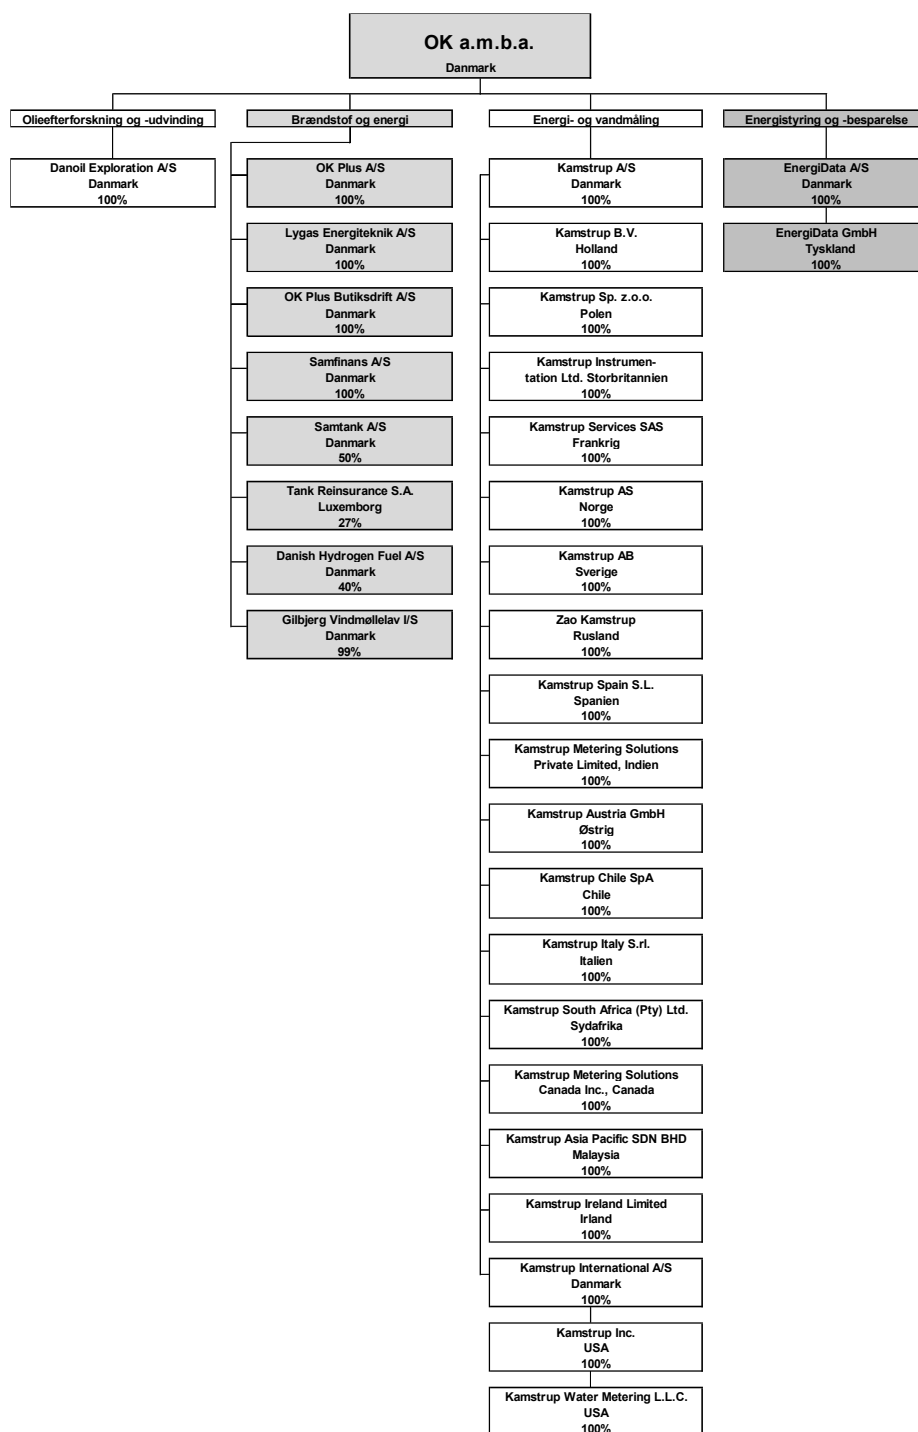 OK a.m.b.a.
Danmark
Olieefterforskning og -udvinding
Danoil Exploration A/S
Danmark
100%
Brændstof og energi
OK Plus A/S
Danmark
100%
Lygas Energiteknik A/S
Danmark
100%
OK Plus Butiksdrift A/S
Danmark
100%
Samfinans A/S
Danmark
100%
Samtank A/S
Danmark
50%
Tank Reinsurance S.A.
Luxemborg
27%
Danish Hydrogen Fuel A/S
Danmark
40%
Gilbjerg Vindmøllelav I/S
Danmark
99%
Energi- og vandmåling
Kamstrup A/S
Danmark
100%
Kamstrup B.V.
Holland
100%
Kamstrup Sp. z.o.o.
Polen
100%
Kamstrup Instrumen-
tation Ltd. Storbritannien
100%
Kamstrup Services SAS
Frankrig
100%
Kamstrup AS
Norge
100%
Kamstrup AB
Sverige
100%
Zao Kamstrup
Rusland
100%
Kamstrup Spain S.L.
Spanien
100%
Kamstrup Metering Solutions
Private Limited, Indien
100%
Kamstrup Austria GmbH
Østrig
100%
Kamstrup Chile SpA
Chile
100%
Kamstrup Italy S.rl.
Italien
100%
Kamstrup South Africa (Pty) Ltd.
Sydafrika
100%
Kamstrup Metering Solutions
Canada Inc., Canada
100%
Kamstrup Asia Pacific SDN BHD
Malaysia
100%
Kamstrup Ireland Limited
Irland
100%
Kamstrup International A/S
Danmark
100%
Kamstrup Inc.
USA
100%
Kamstrup Water Metering L.L.C.
USA
100%
Energistyring og -besparelse
EnergiData A/S
Danmark
100%
EnergiData GmbH
Tyskland
100%